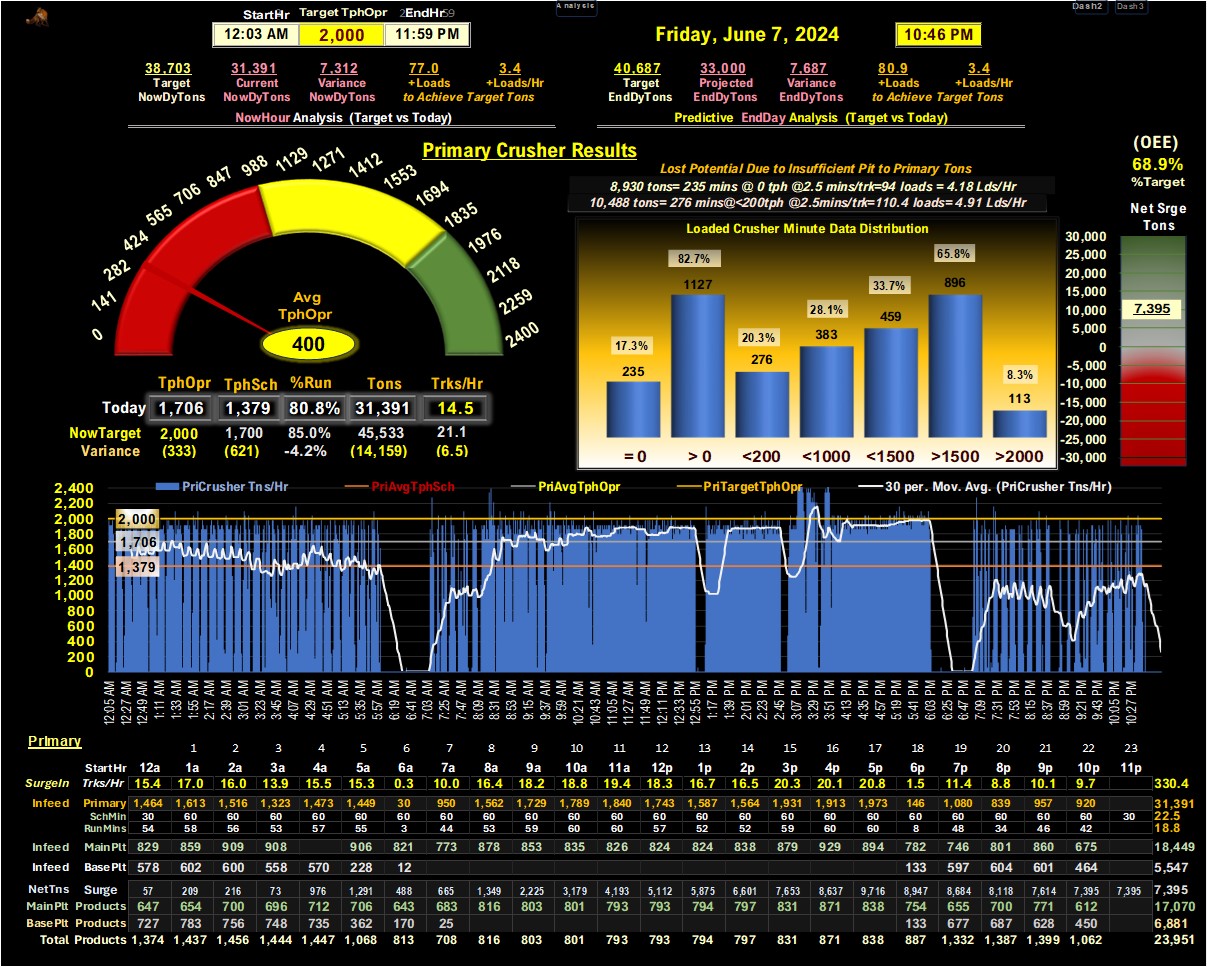 Analysis
Dash2 Dash3
StartHr Target TphOpr EndHr
12:03 AM 2,000 11:59 PM
Friday, June 7, 2024 10:46 PM
38,703 31,391 7,312 77.0 3.4
Target Current Variance +Loads +Loads/Hr
NowDyTons NowDyTons NowDyTons to Achieve Target Tons
NowHour Analysis (Target vs Today)
40,687 33,000 7,687 80.9 3.4
Target Projected Variance +Loads +Loads/Hr
EndDyTons EndDyTons EndDyTons to Achieve Target Tons
Predictive EndDay Analysis (Target vs Today)
Primary Crusher Results
0 141 282 424 565 706 847 988 1129 1271 1412 1553 1694 1835 1976 2118 2259 2400
Avg
TphOpr
400
TphOpr TphSch %Run Tons Trks/Hr
Today 1,706 1,379 80.8% 31,391 14.5
NowTarget 2,000 1,700 85.0% 45,533 21.1
Variance (333) (621) -4.2% (14,159) (6.5)
Lost Potential Due to Insufficient Pit to Primary Tons
8,930 tons= 235 mins @ 0 tph @2.5 mins/trk=94 loads = 4.18 Lds/Hr
10,488 tons= 276 mins@<200tph @2.5mins/trk=110.4 loads= 4.91 Lds/Hr
Loaded Crusher Minute Data Distribution
17.3% 82.7% 20.3% 28.1% 33.7% 65.8% 8.3%
235 1127 276 383 459 896 113
= 0 > 0 <200 <1000 <1500 >1500 >2000
(OEE)
68.9%
%Target
Net Srge
Tons
30,000
25,000
20,000
15,000
10,000
7,395
5,000
0
-5,000
-10,000
-15,000
-20,000
-25,000
-30,000
PriCrusher Tns/Hr PriAvgTphSch PriAvgTphOpr PriTargetTphOpr 30 per. Mov. Avg. (PriCrusher Tns/Hr)
2,400
2,200
2,000
1,800
1,600
1,400
1,200
1,000
800
600
400
200
0
2,000
1,706
1,379
12:05 AM 12:27 AM 12:49 AM 1:11 AM 1:33 AM 1:55 AM 2:17 AM 2:39 AM 3:01 AM 3:23 AM 3:45 AM 4:07 AM 4:29 AM 4:51 AM 5:13 AM 5:35 AM 5:57 AM 6:19 AM 6:41 AM 7:03 AM 7:25 AM 7:47 AM 8:09 AM 8:31 AM 8:53 AM 9:15 AM 9:37 AM 9:59 AM 10:21 AM 10:43 AM 11:05 AM 11:27 AM 11:49 AM 12:11 PM 12:33 PM 12:55 PM 1:17 PM 1:39 PM 2:01 PM 2:23 PM 2:45 PM 3:07 PM 3:29 PM 3:51 PM 4:13 PM 4:35 PM 4:57 PM 5:19 PM 5:41 PM 6:03 PM 6:25 PM 6:47 PM 7:09 PM 7:31 PM 7:53 PM 8:15 PM 8:37 PM 8:59 PM 9:21 PM 9:43 PM 10:05 PM 10:27 PM
Primary
1 2 3 4 5 6 7 8 9 10 11 12 13 14 15 16 17 18 19 20 21 22 23
StartHr 12a 1a 2a 3a 4a 5a 6a 7a 8a 9a 10a 11a 12p 1p 2p 3p 4p 5p 6p 7p 8p 9p 10p 11p
SurgeIn Trks/Hr 15.4 17.0 16.0 13.9 15.5 15.3 0.3 10.0 16.4 18.2 18.8 19.4 18.3 16.7 16.5 20.3 20.1 20.8 1.5 11.4 8.8 10.1 9.7 330.4
Infeed Primary 1,464 1,613 1,516 1,323 1,473 1,449 30 950 1,562 1,729 1,789 1,840 1,743 1,587 1,564 1,931 1,913 1,973 146 1,080 839 957 920 31,391
SchMin 30 60 60 60 60 60 60 60 60 60 60 60 60 60 60 60 60 60 60 60 60 60 60 30 22.5
RunMins 54 58 56 53 57 55 3 44 53 59 60 60 57 52 52 59 60 60 8 48 34 46 42 18.8
Infeed MainPlt 829 859 909 908 906 821 773 878 853 835 826 824 824 838 879 929 894 782 746 801 860 675 18,449
Infeed BasePlt 578 602 600 558 570 228 12 133 597 604 601 464 5,547
NetTns Surge 57 209 216 73 976 1,291 488 665 1,349 2,225 3,179 4,193 5,112 5,875 6,601 7,653 8,637 9,716 8,947 8,684 8,118 7,614 7,395 7,395 7,395
MainPlt Products 647 654 700 696 712 706 643 683 816 803 801 793 793 794 797 831 871 838 754 655 700 771 612 17,070
BasePlt Products 727 783 756 748 735 362 170 25 133 677 687 628 450 6,881
Total Products 1,374 1,437 1,456 1,444 1,447 1,068 813 708 816 803 801 793 793 794 797 831 871 838 887 1,332 1,387 1,399 1,062 23,951